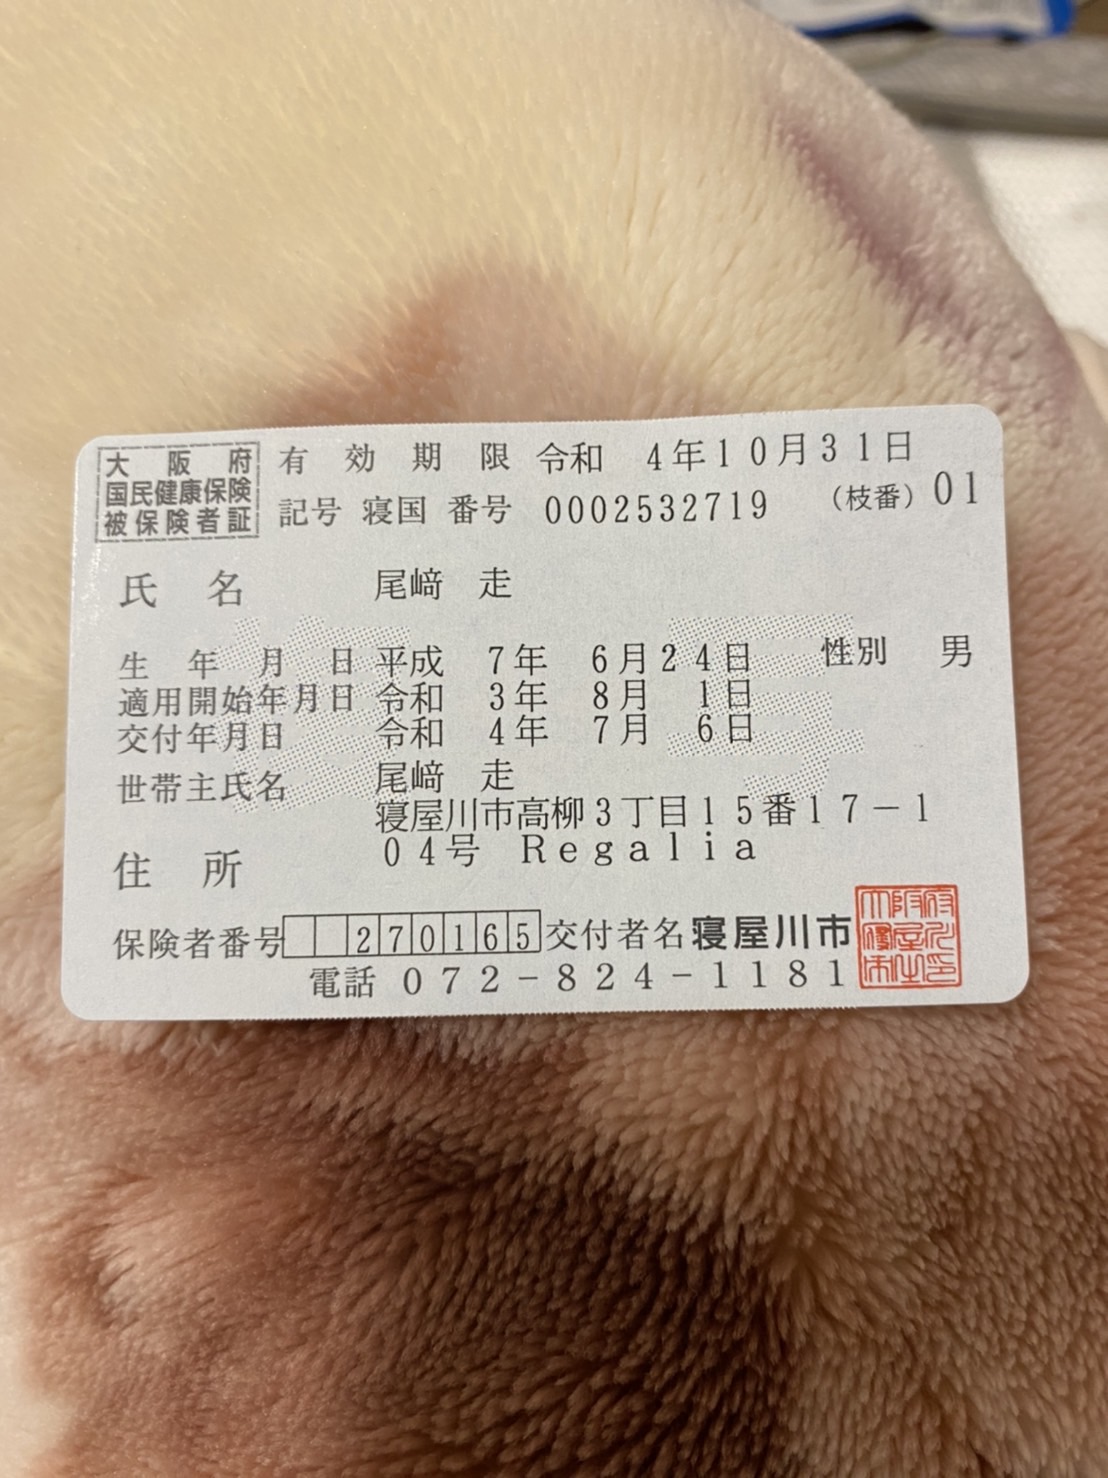 大阪府
国民健康保険
被保険者証
有効期限 令和 4年10月31日
記号 寝国 番号 0002532719 (枝番) 01
氏名 尾﨑 走
生年月日 平成 7年 6月24日 性別 男
適用開始年月日 令和 3年 8月 1日
交付年月日 令和 4年 7月 6日
世帯主氏名 尾﨑 走
寝屋川市高柳3丁目15番17-1
住所 04号 Regalia
保険者番号 270165 交付者名 寝屋川市
電話 072-824-1181